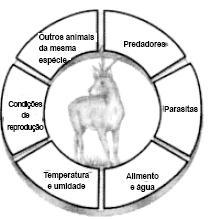 Outros animais
da mesma
espécie
Predadores
Parasitas
Alimento
e água
Temperatura
e umidade
Condições
de
reprodução